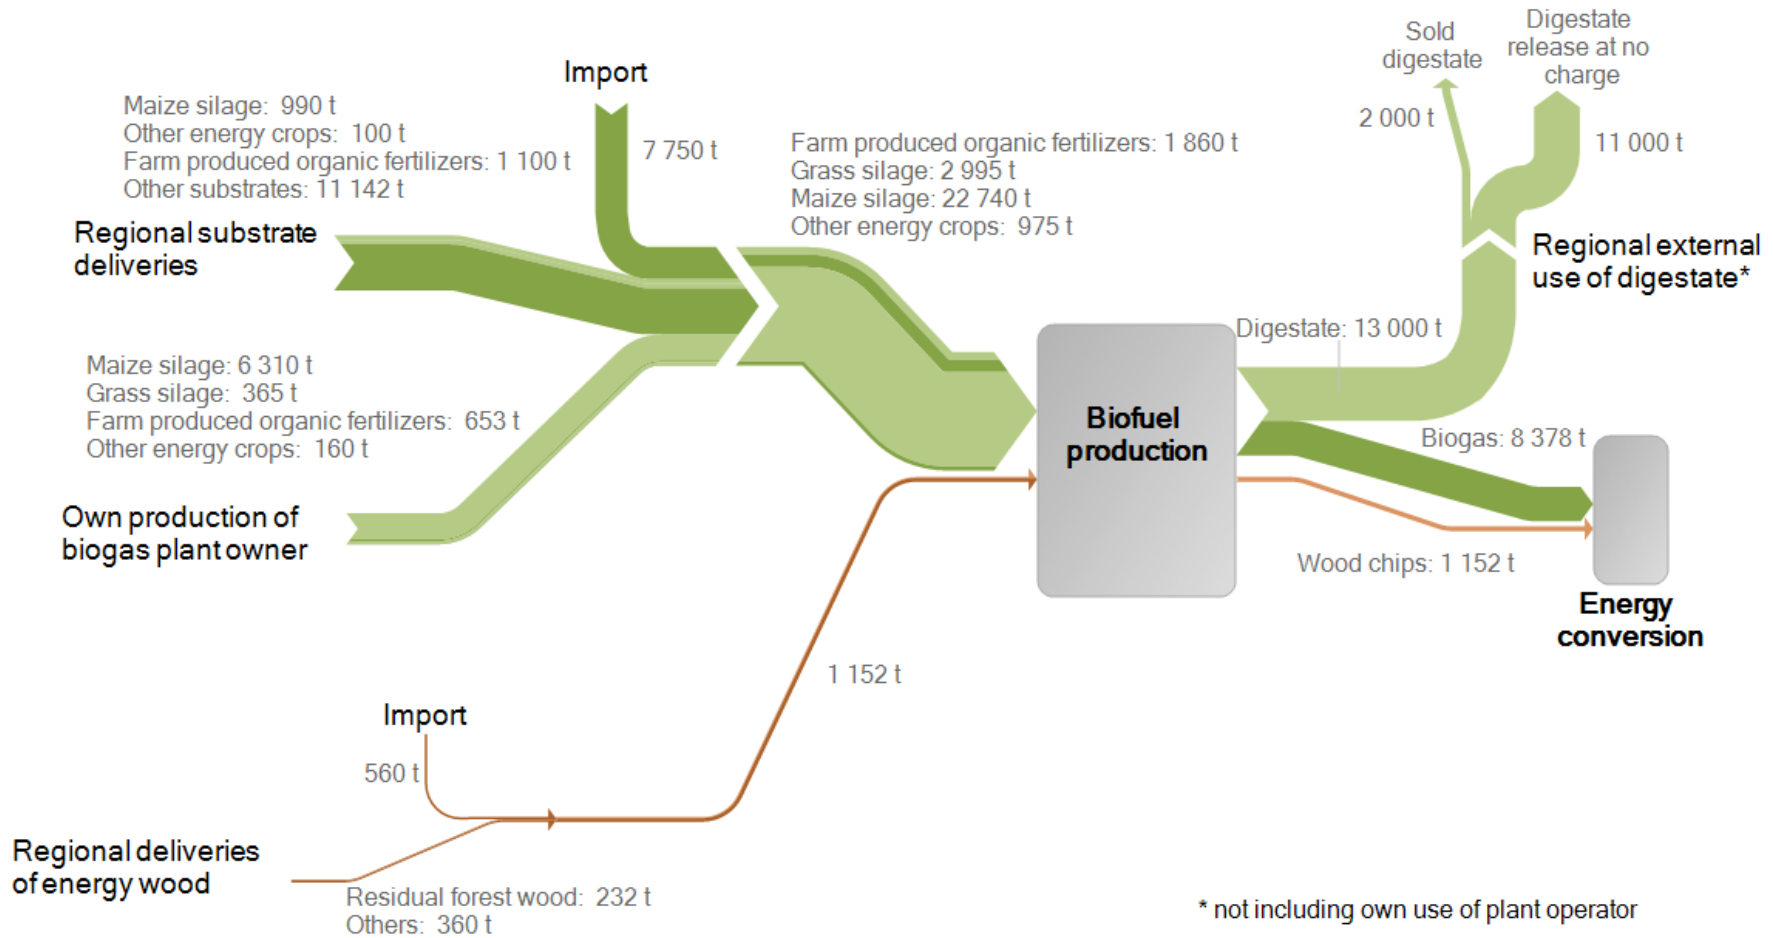 Import
Maize silage: 990 t
Other energy crops: 100 t
Farm produced organic fertilizers: 1 100 t
Other substrates: 11 142 t
7 750 t
Regional substrate
deliveries
Farm produced organic fertilizers: 1 860 t
Grass silage: 2 995 t
Maize silage: 22 740 t
Other energy crops: 975 t
Sold
digestate
2 000 t
Digestate
release at no
charge
11 000 t
Regional external
use of digestate*
Maize silage: 6 310 t
Grass silage: 365 t
Farm produced organic fertilizers: 653 t
Other energy crops: 160 t
Own production of
biogas plant owner
Biofuel
production
Digestate: 13 000 t
Biogas: 8 378 t
Wood chips: 1 152 t
Energy
conversion
1 152 t
Import
560 t
Regional deliveries
of energy wood
Residual forest wood: 232 t
Others: 360 t
* not including own use of plant operator